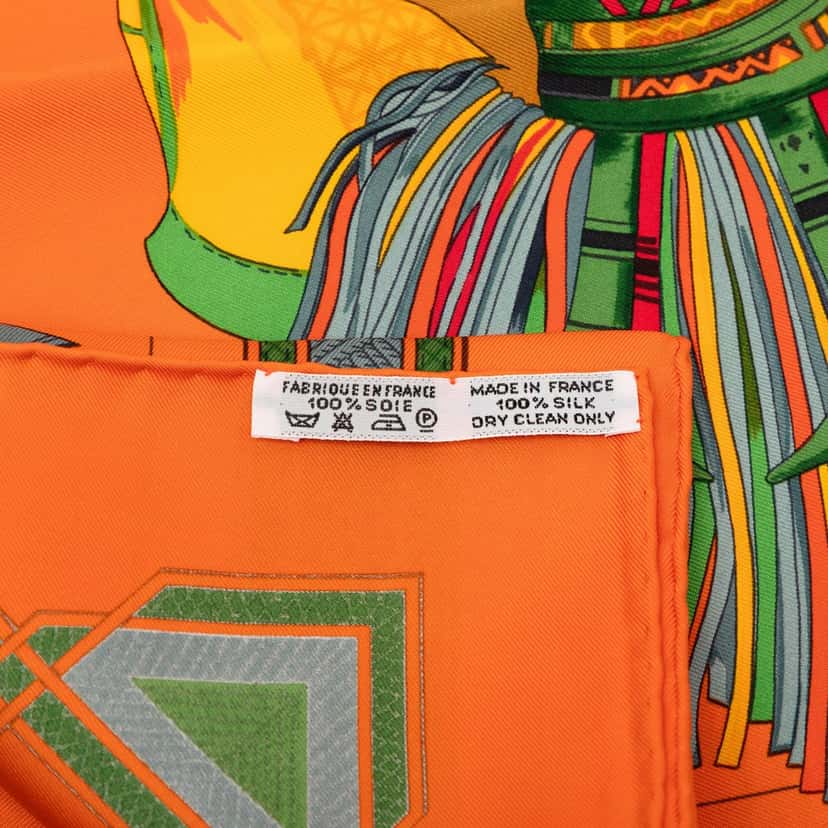 FABRIQUE EN FRANCE
100% SOIE
P
MADE IN FRANCE
100% SILK
DRY CLEAN ONLY